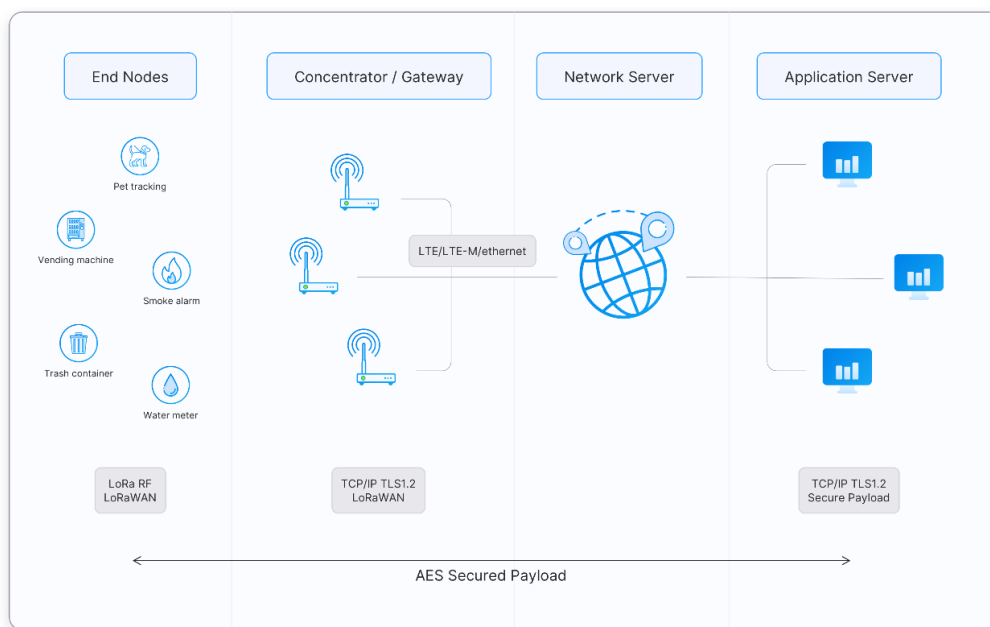 End Nodes
Concentrator / Gateway
Network Server
Application Server
Pet tracking
Vending machine
Smoke alarm
Trash container
Water meter
LTE/LTE-M/ethernet
LoRa RF
LoRaWAN
TCP/IP TLS1.2
LoRaWAN
TCP/IP TLS1.2
Secure Payload
AES Secured Payload